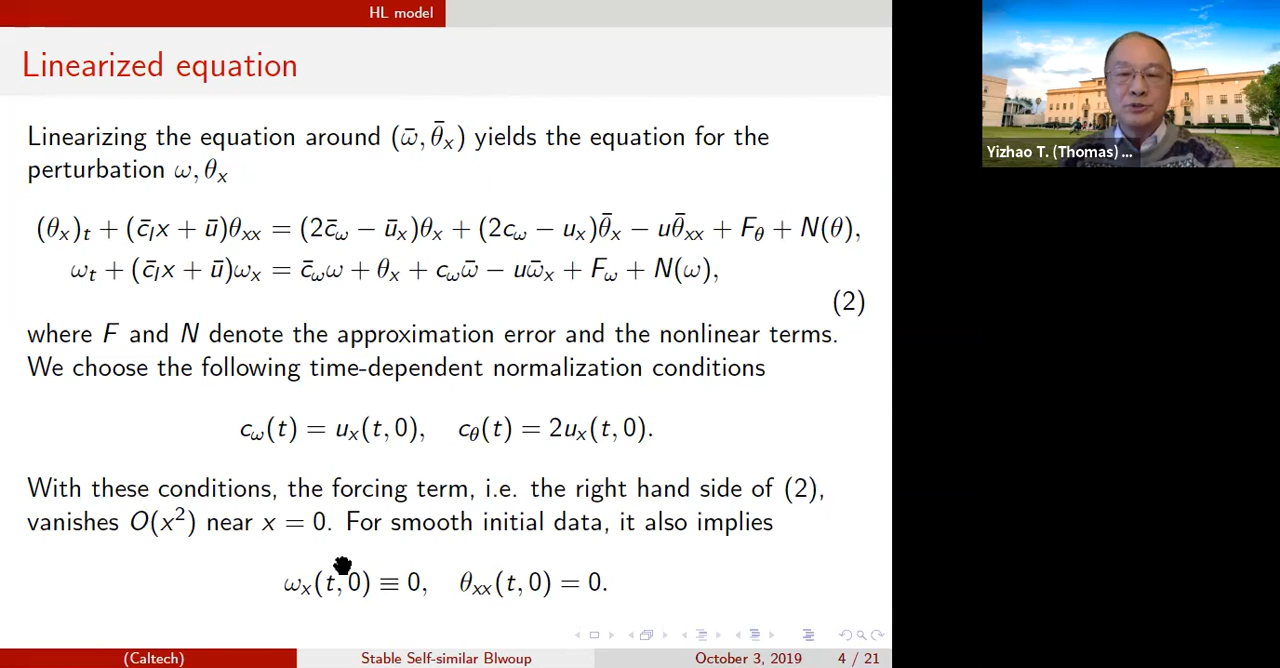 HL model
Linearized equation
Linearizing the equation around (ω̄, θ̄ₓ) yields the equation for the
perturbation ω, θₓ
(θₓ)ₜ + (c̄ₗx + ū)θₓₓ = (2c̄_ω − ūₓ)θₓ + (2c_ω − uₓ)θ̄ₓ − uθ̄ₓₓ + F_θ + N(θ),
ωₜ + (c̄ₗx + ū)ωₓ = c̄_ωω + θₓ + c_ωω̄ − uω̄ₓ + F_ω + N(ω),
(2)
where F and N denote the approximation error and the nonlinear terms.
We choose the following time-dependent normalization conditions
c_ω(t) = uₓ(t, 0), c_θ(t) = 2uₓ(t, 0).
With these conditions, the forcing term, i.e. the right hand side of (2),
vanishes O(x²) near x = 0. For smooth initial data, it also implies
ωₓ(t, 0) ≡ 0, θₓₓ(t, 0) = 0.
(Caltech) Stable Self-similar Blwoup October 3, 2019 4 / 21
Yizhao T. (Thomas) ...